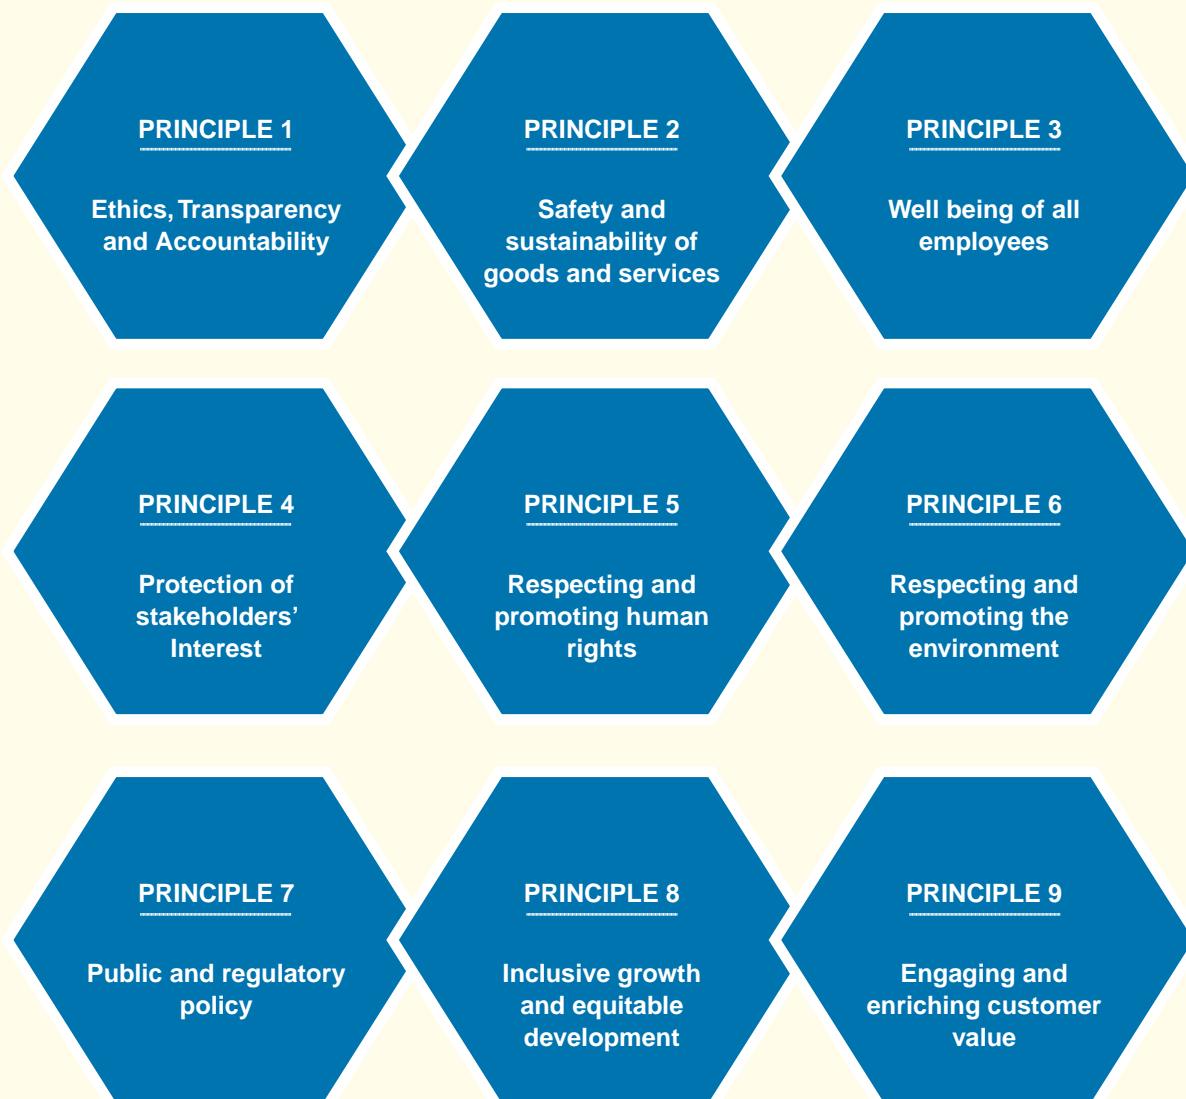 PRINCIPLE 1
Ethics, Transparency
and Accountability
PRINCIPLE 2
Safety and
sustainability of
goods and services
PRINCIPLE 3
Well being of all
employees
PRINCIPLE 4
Protection of
stakeholders’
Interest
PRINCIPLE 5
Respecting and
promoting human
rights
PRINCIPLE 6
Respecting and
promoting the
environment
PRINCIPLE 7
Public and regulatory
policy
PRINCIPLE 8
Inclusive growth
and equitable
development
PRINCIPLE 9
Engaging and
enriching customer
value